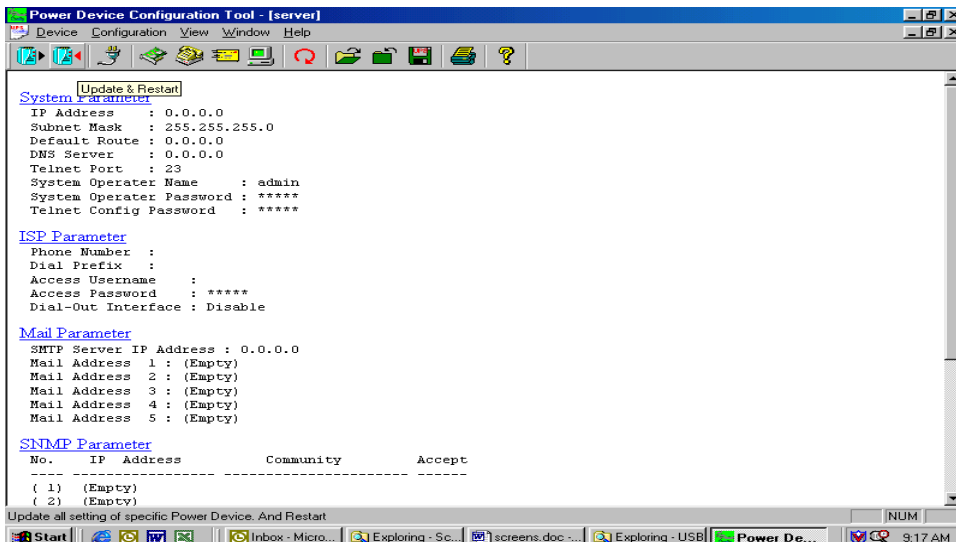 Power Device Configuration Tool - [server]
Device Configuration View Window Help
Update & Restart
System Parameter
IP Address : 0.0.0.0
Subnet Mask : 255.255.255.0
Default Route : 0.0.0.0
DNS Server : 0.0.0.0
Telnet Port : 23
System Operater Name : admin
System Operater Password : *****
Telnet Config Password : *****
ISP Parameter
Phone Number :
Dial Prefix :
Access Username :
Access Password : *****
Dial-Out Interface : Disable
Mail Parameter
SMTP Server IP Address : 0.0.0.0
Mail Address 1 : (Empty)
Mail Address 2 : (Empty)
Mail Address 3 : (Empty)
Mail Address 4 : (Empty)
Mail Address 5 : (Empty)
SNMP Parameter
No. IP Address Community Accept
---- ----------------- ---------------------- ------
( 1) (Empty)
( 2) (Empty)
Update all setting of specific Power Device. And Restart NUM
Start Inbox - Micro... Exploring - Sc... screens.doc -... Exploring - USB Power De... 9:17 AM